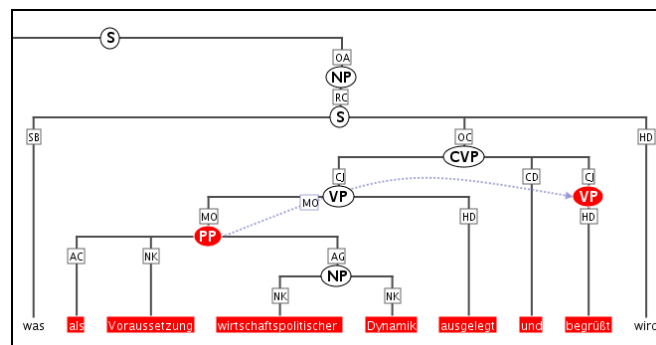 S
OA
NP
RC
S
SB OC HD
CVP
CJ CD CJ
MO VP VP
MO HD HD
PP
AC NK AG
NP
NK NK
was als Voraussetzung wirtschaftspolitischer Dynamik ausgelegt und begrüßt wird